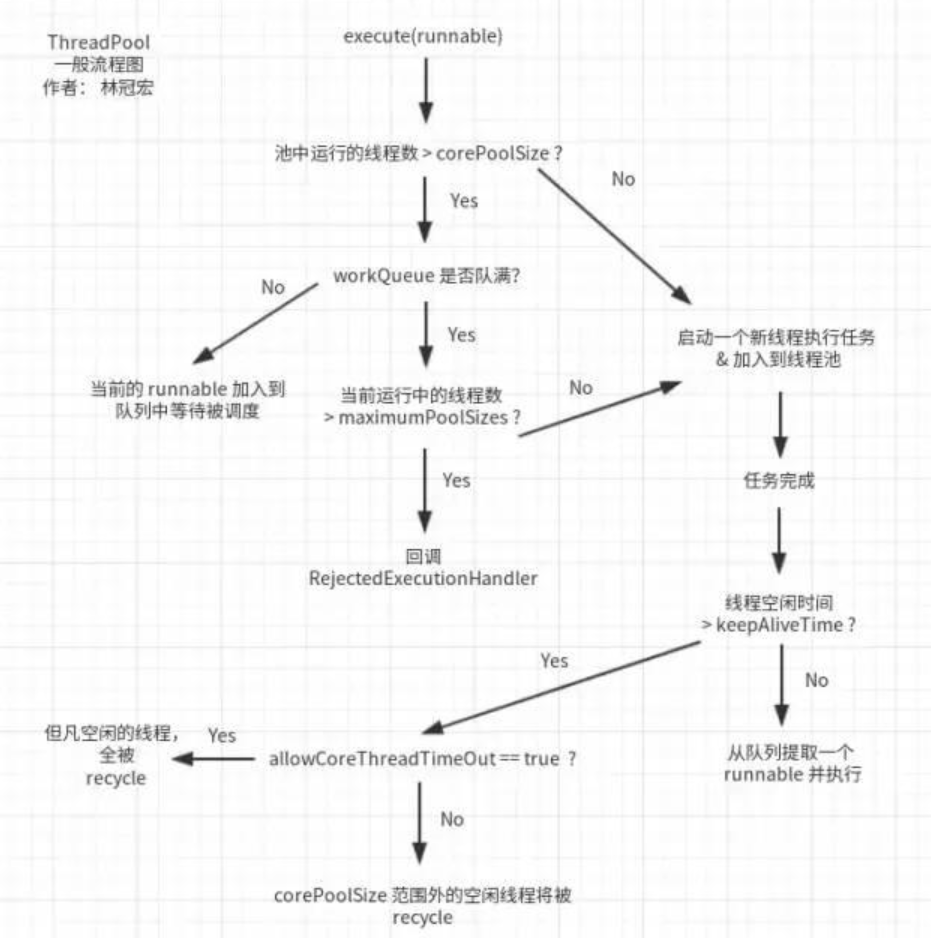 ThreadPool
一般流程图
作者： 林冠宏
execute(runnable)
池中运行的线程数 > corePoolSize ?
No
Yes
workQueue 是否队满?
No
Yes
启动一个新线程执行任务
& 加入到线程池
当前的 runnable 加入到
队列中等待被调度
当前运行中的线程数
> maximumPoolSizes ?
No
Yes
任务完成
回调
RejectedExecutionHandler
线程空闲时间
> keepAliveTime ?
Yes
No
但凡空闲的线程，
全被
recycle
Yes
allowCoreThreadTimeOut == true ?
从队列提取一个
runnable 并执行
No
corePoolSize 范围外的空闲线程将被
recycle